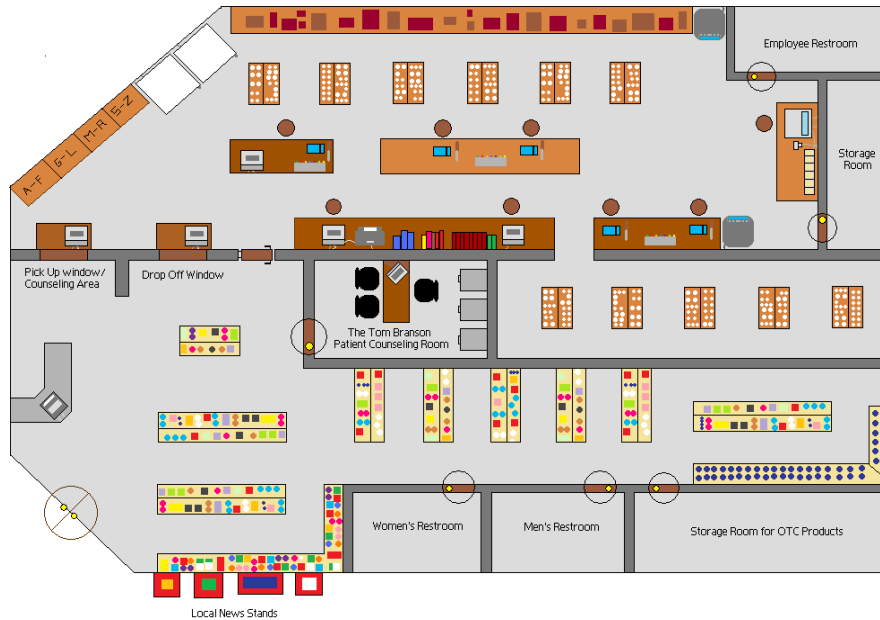 Employee Restroom
S-Z
M-R
G-L
A-F
Storage
Room
Pick Up window/
Counseling Area
Drop Off Window
The Tom Branson
Patient Counseling Room
Women's Restroom
Men's Restroom
Storage Room for OTC Products
Local News Stands